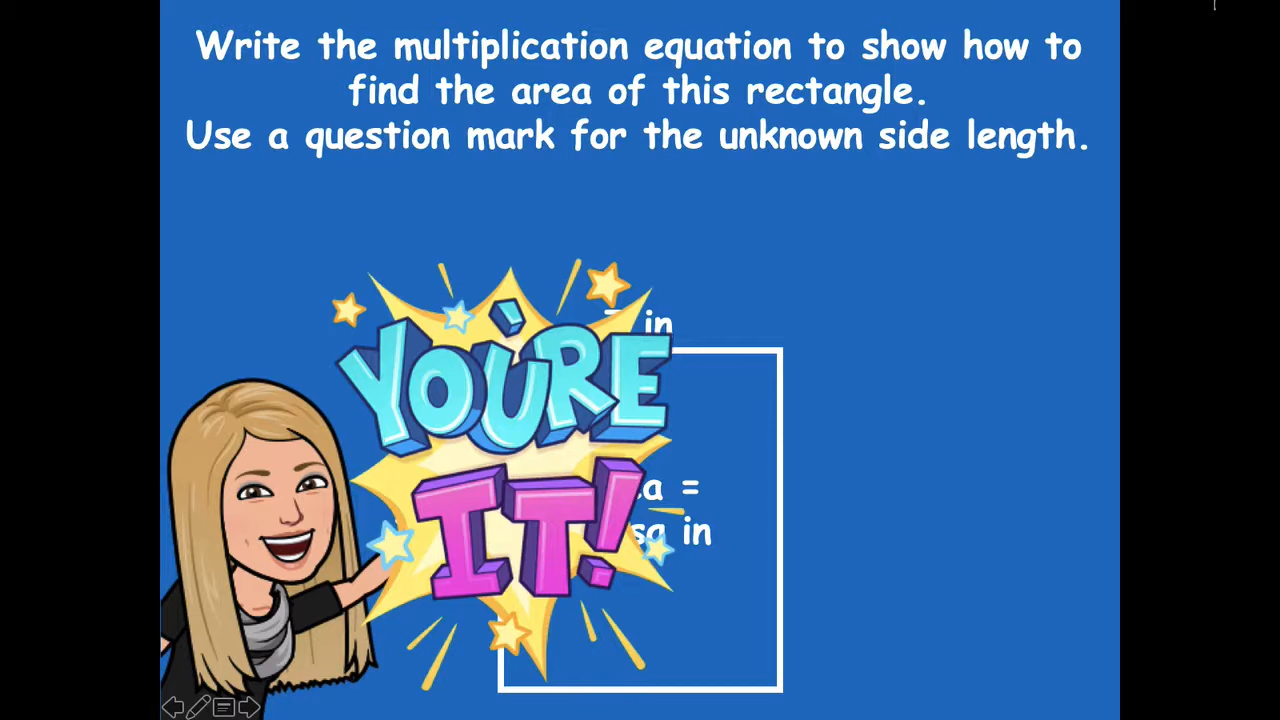 Write the multiplication equation to show how to
find the area of this rectangle.
Use a question mark for the unknown side length.
in
YOU'RE
IT!
=
sq in